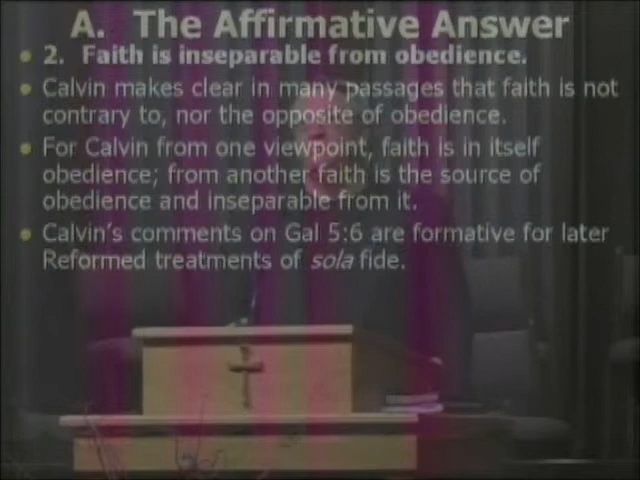 A. The Affirmative Answer
2. Faith is inseparable from obedience.
Calvin makes clear in many passages that faith is not
contrary to, nor the opposite of obedience.
For Calvin from one viewpoint, faith is in itself
obedience; from another faith is the source of
obedience and inseparable from it.
Calvin's comments on Gal 5:6 are formative for later
Reformed treatments of sola fide.